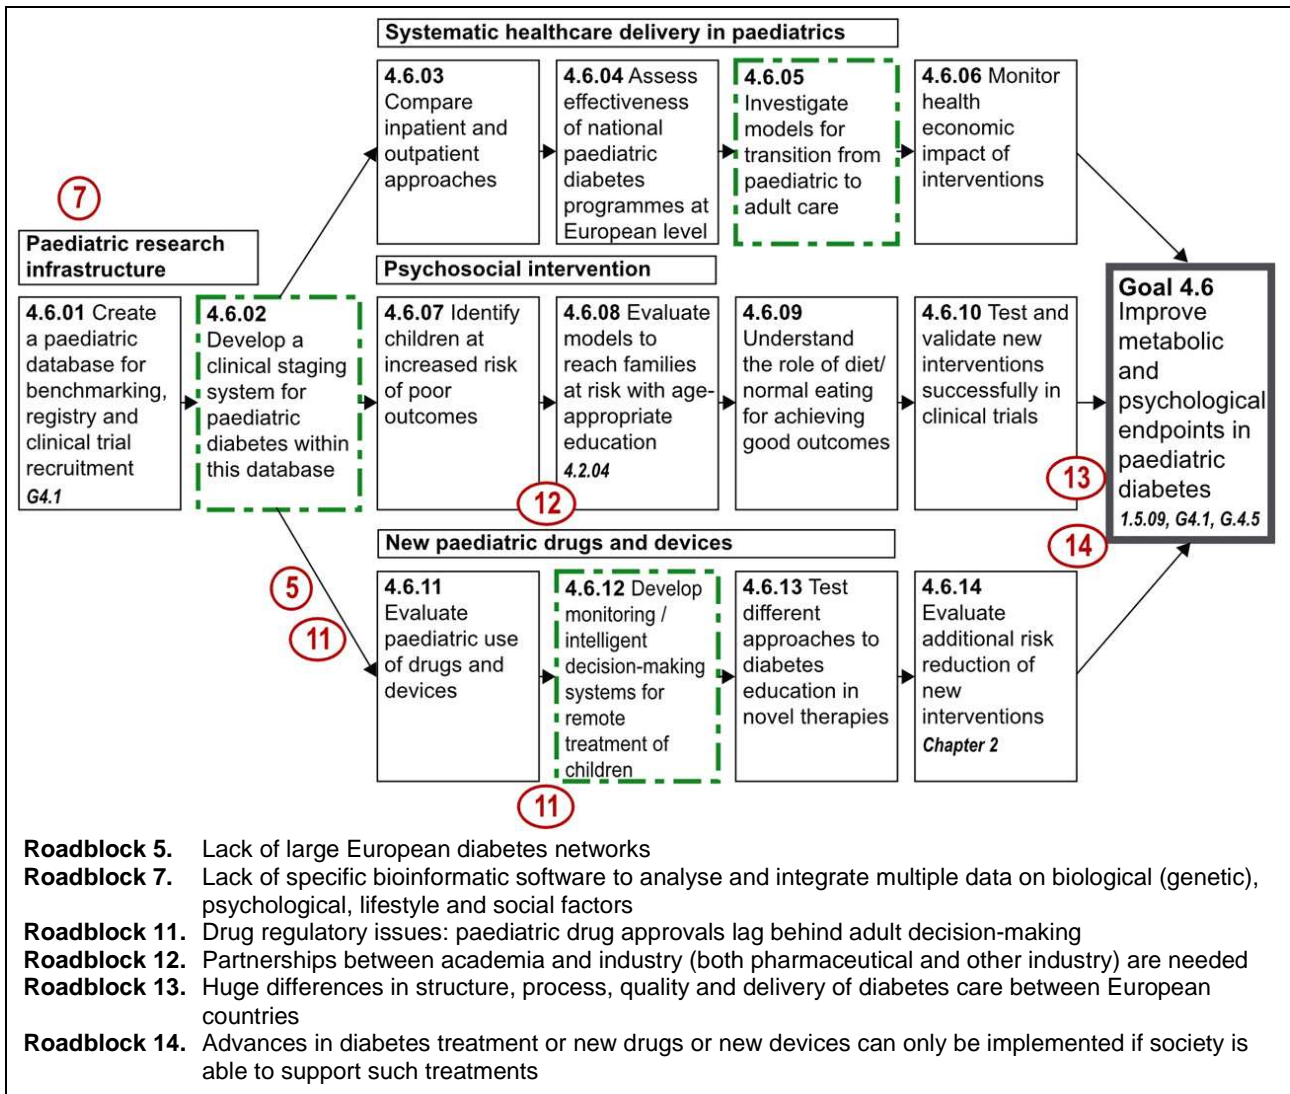 Systematic healthcare delivery in paediatrics
4.6.03
Compare
inpatient and
outpatient
approaches
4.6.04 Assess
effectiveness
of national
paediatric
diabetes
programmes at
European level
4.6.05
Investigate
models for
transition from
paediatric to
adult care
4.6.06 Monitor
health
economic
impact of
interventions
7
Paediatric research
infrastructure
4.6.01 Create
a paediatric
database for
benchmarking,
registry and
clinical trial
recruitment
G4.1
4.6.02
Develop a
clinical staging
system for
paediatric
diabetes within
this database
Psychosocial intervention
4.6.07 Identify
children at
increased risk
of poor
outcomes
4.6.08 Evaluate
models to
reach families
at risk with age-
appropriate
education
4.2.04
4.6.09
Understand
the role of diet/
normal eating
for achieving
good outcomes
4.6.10 Test and
validate new
interventions
successfully in
clinical trials
Goal 4.6
Improve
metabolic
and
psychological
endpoints in
paediatric
diabetes
1.5.09, G4.1, G.4.5
12
13
14
New paediatric drugs and devices
5
11
4.6.11
Evaluate
paediatric use
of drugs and
devices
4.6.12 Develop
monitoring /
intelligent
decision-making
systems for
remote
treatment of
children
4.6.13 Test
different
approaches to
diabetes
education in
novel therapies
4.6.14
Evaluate
additional risk
reduction of
new
interventions
Chapter 2
11
Roadblock 5. Lack of large European diabetes networks
Roadblock 7. Lack of specific bioinformatic software to analyse and integrate multiple data on biological (genetic),
psychological, lifestyle and social factors
Roadblock 11. Drug regulatory issues: paediatric drug approvals lag behind adult decision-making
Roadblock 12. Partnerships between academia and industry (both pharmaceutical and other industry) are needed
Roadblock 13. Huge differences in structure, process, quality and delivery of diabetes care between European
countries
Roadblock 14. Advances in diabetes treatment or new drugs or new devices can only be implemented if society is
able to support such treatments